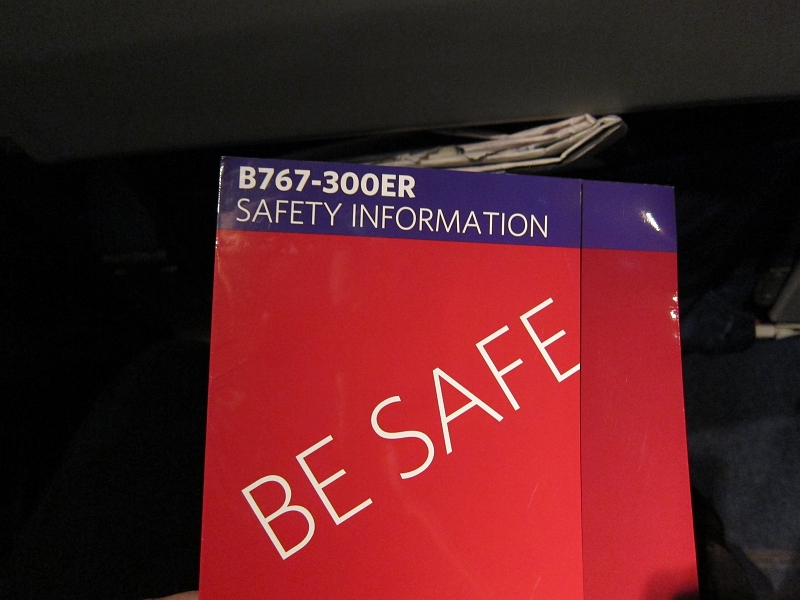 B767-300ER
SAFETY INFORMATION
BE SAFE